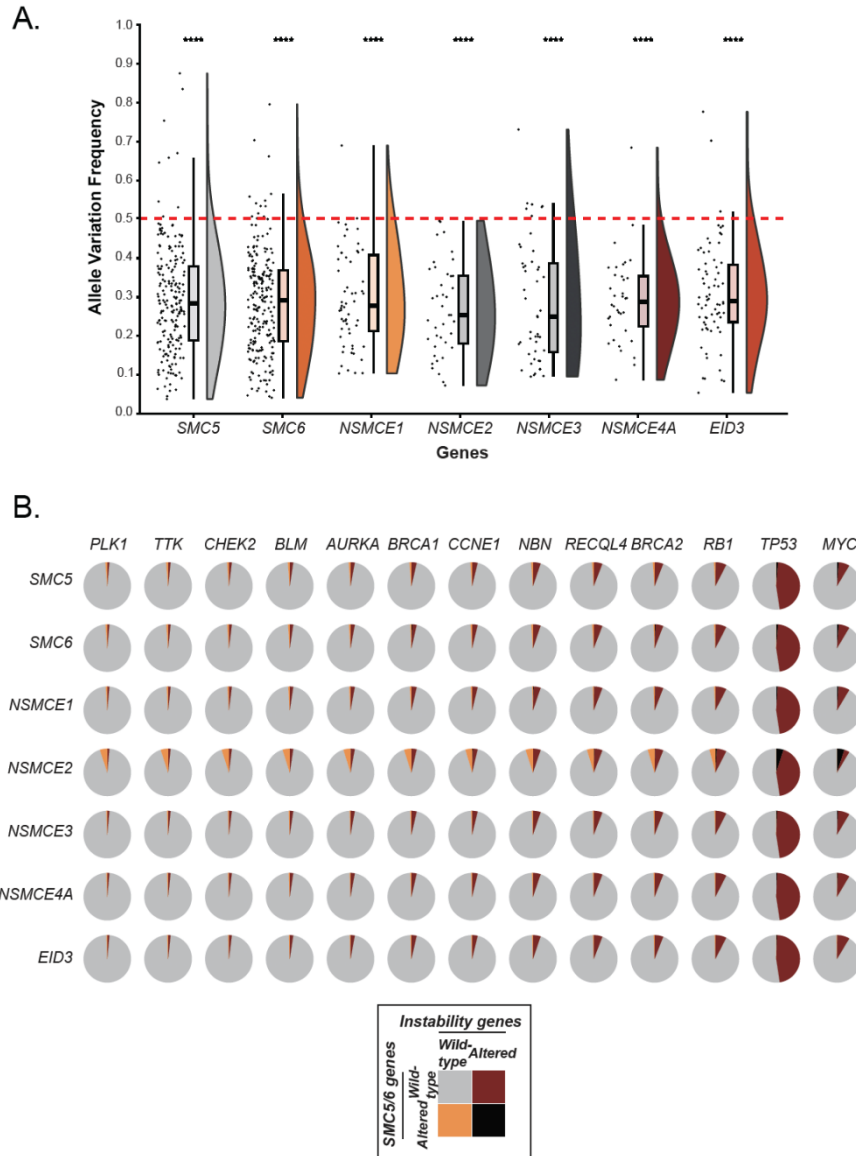 A.
1.0
**** **** **** **** **** **** ****
0.9
0.8
0.7
0.6
0.5
0.4
0.3
0.2
0.1
0.0
Allele Variation Frequency
SMC5 SMC6 NSMCE1 NSMCE2 NSMCE3 NSMCE4A EID3
Genes
B.
PLK1 TTK CHEK2 BLM AURKA BRCA1 CCNE1 NBN RECQL4 BRCA2 RB1 TP53 MYC
SMC5
SMC6
NSMCE1
NSMCE2
NSMCE3
NSMCE4A
EID3
Instability genes
Wild-
type Altered
SMC5/6 genes
Wild-
type
Altered